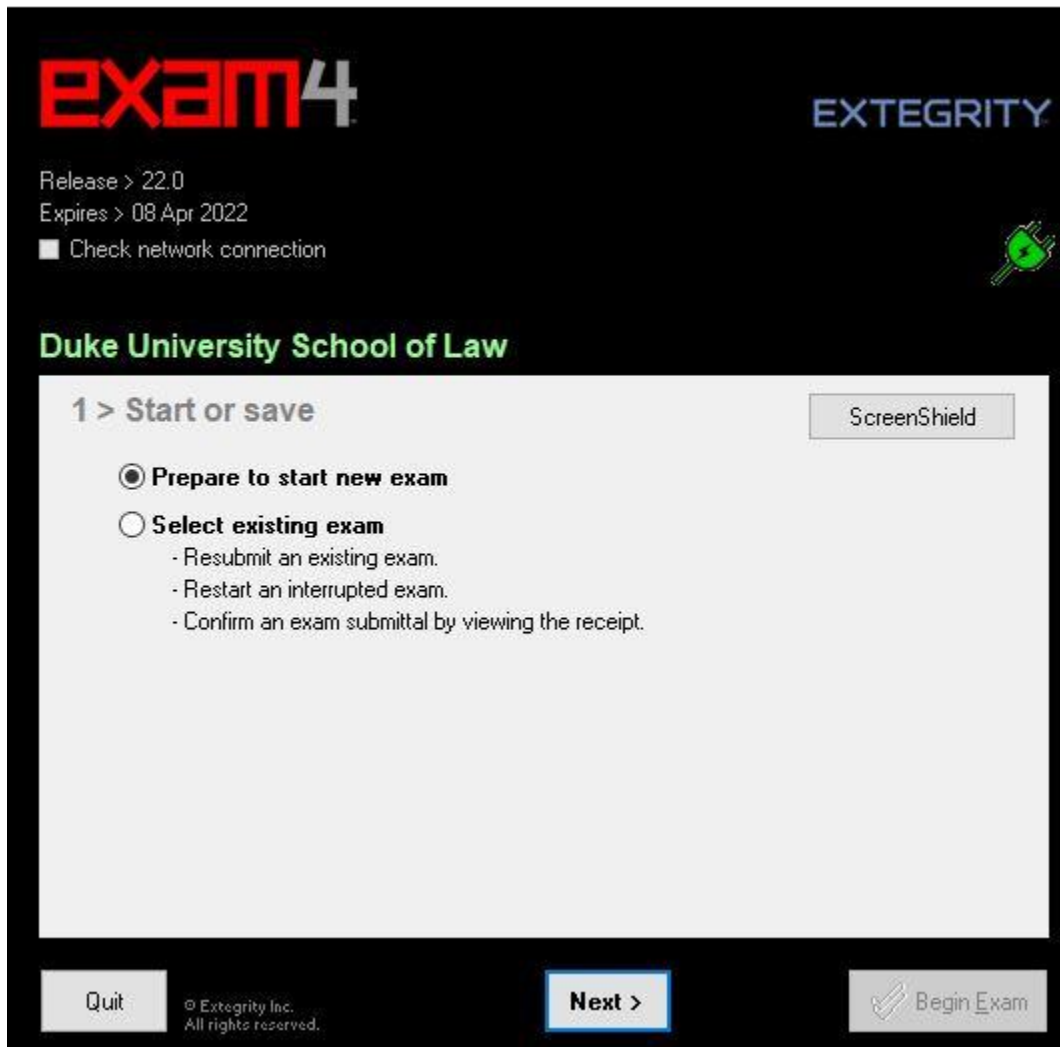 exam4
EXTEGRITY
Release > 22.0
Expires > 08 Apr 2022
Check network connection
Duke University School of Law
1 > Start or save
ScreenShield
Prepare to start new exam
Select existing exam
- Resubmit an existing exam.
- Restart an interrupted exam.
- Confirm an exam submittal by viewing the receipt.
Quit
© Extegrity Inc.
All rights reserved.
Next >
Begin Exam